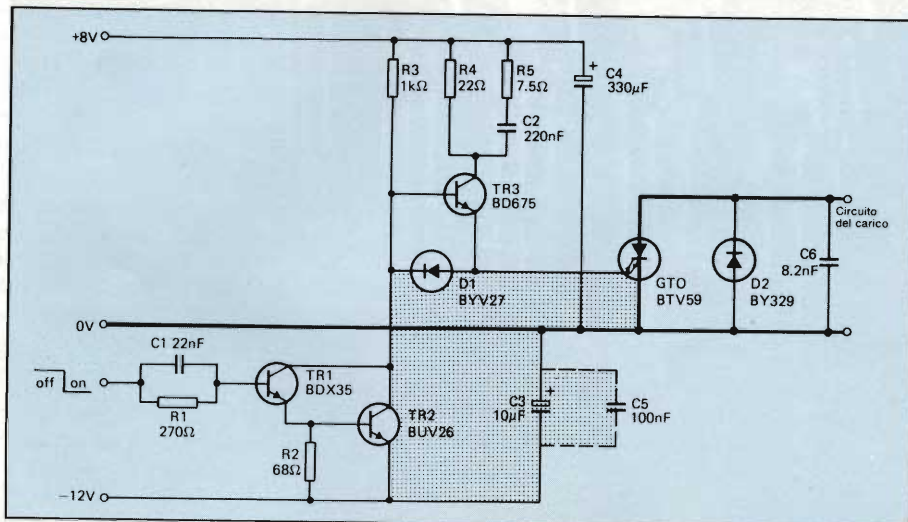 +8V
R3
1kΩ
R4
22Ω
R5
7.5Ω
C2
220nF
+
C4
330μF
TR3
BD675
Circuito
del carico
C6
8.2nF
D1
BYV27
GTO
BTV59
D2
BY329
0V
C1 22nF
off on
R1
270Ω
TR1
BDX35
R2
68Ω
TR2
BUV26
+
C3
10μF
C5
100nF
−12V